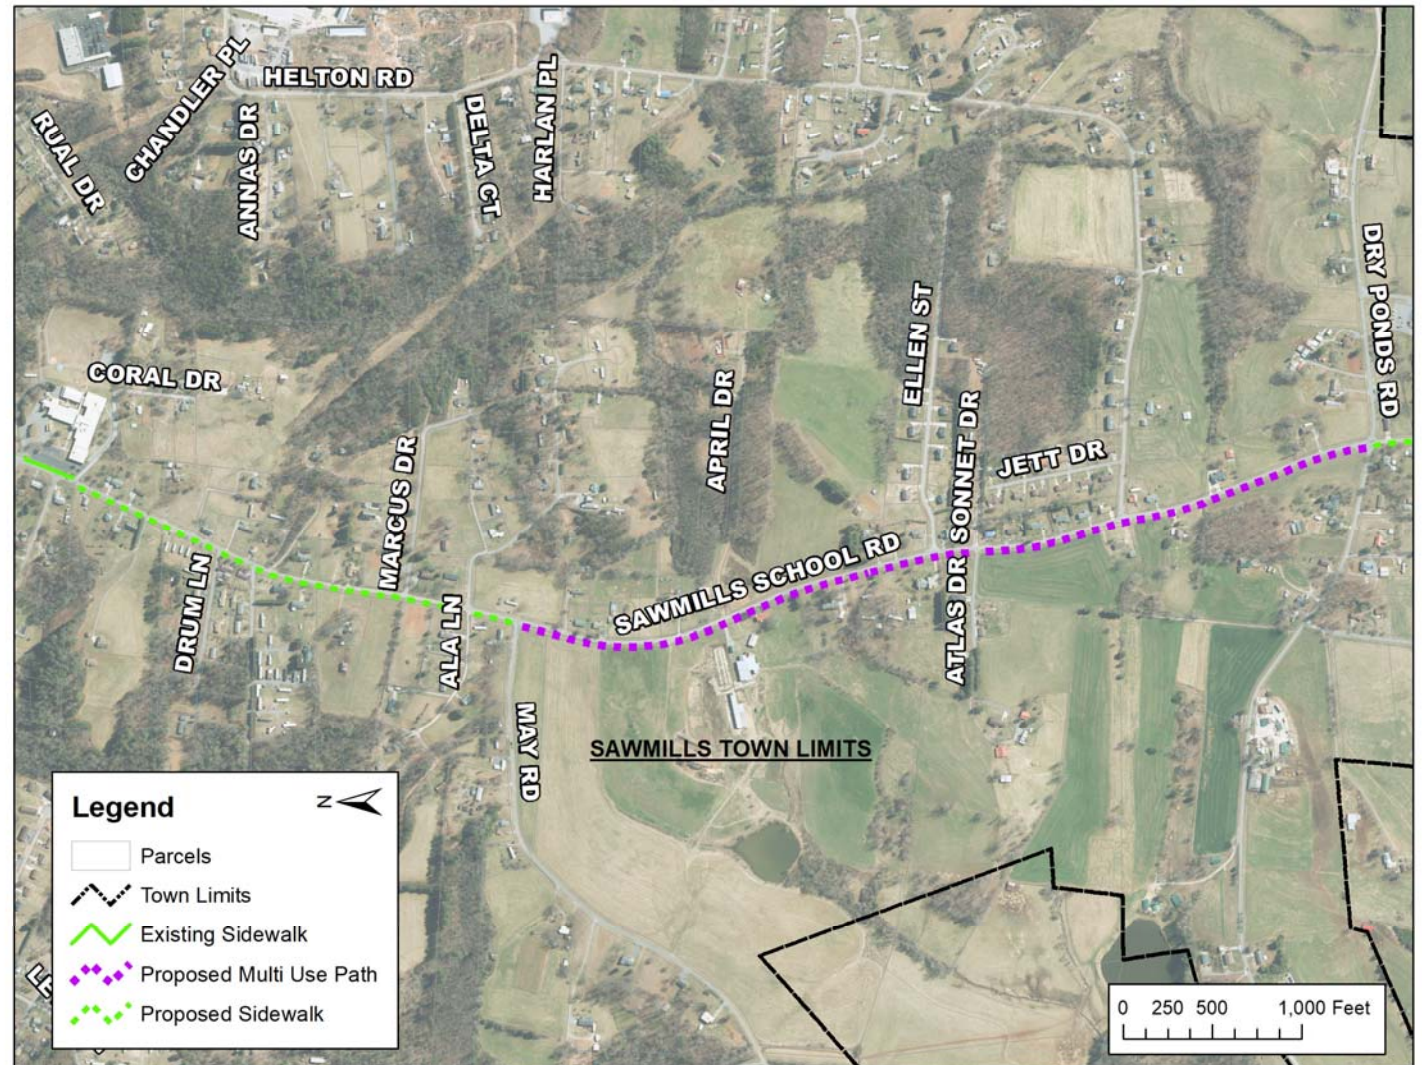 CHANDLER PL
HELTON RD
RUAL DR
ANNAS DR
DELTA CT
HARLAN PL
DRY PONDS RD
CORAL DR
ELLEN ST
APRIL DR
SONNET DR
JETT DR
MARCUS DR
SAWMILLS SCHOOL RD
DRUM LN
ALA LN
ATLAS DR
MAY RD
SAWMILLS TOWN LIMITS
Legend
N
Parcels
Town Limits
Existing Sidewalk
Proposed Multi Use Path
Proposed Sidewalk
0 250 500 1,000 Feet